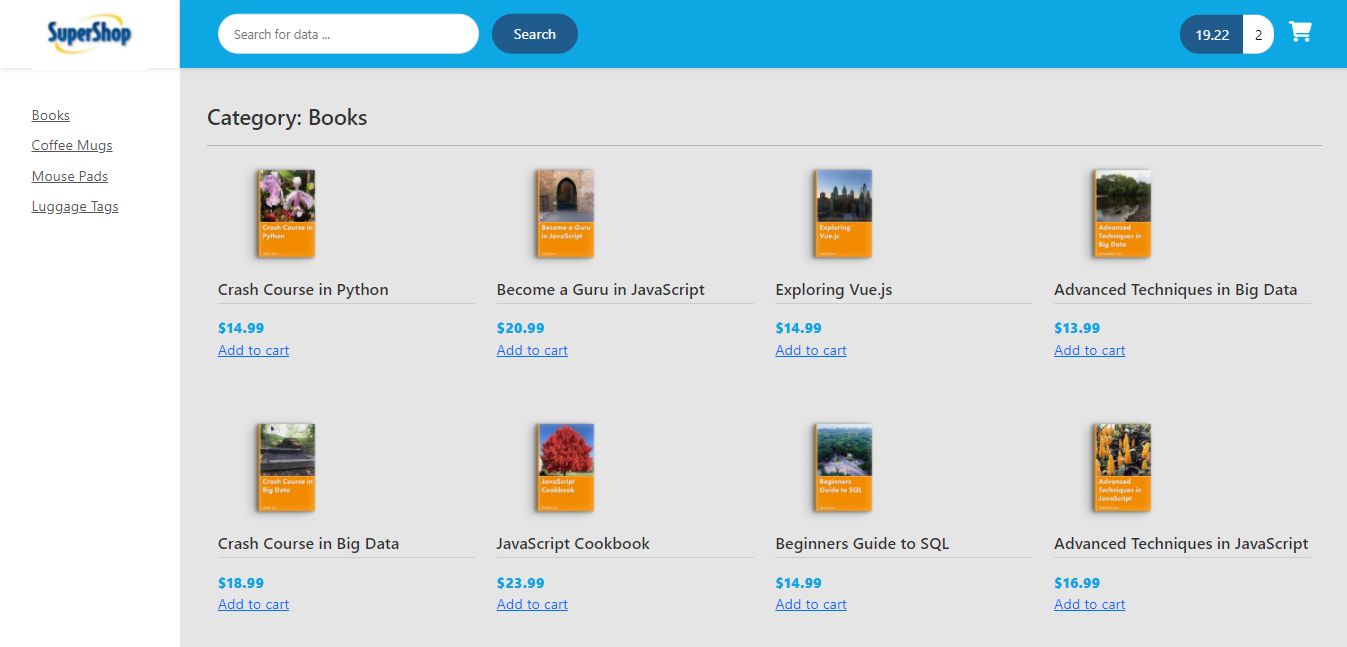 SuperShop
Search for data ...
Search
19.22
2
Books
Coffee Mugs
Mouse Pads
Luggage Tags
Category: Books
Crash Course in
Python
Become a Guru
in JavaScript
Exploring
Vue.js
Advanced
Techniques in
Big Data
Crash Course in Python
Become a Guru in JavaScript
Exploring Vue.js
Advanced Techniques in Big Data
$14.99
$20.99
$14.99
$13.99
Add to cart
Add to cart
Add to cart
Add to cart
Crash Course in
Big Data
JavaScript
Cookbook
Beginners
Guide to SQL
Advanced
Techniques in
JavaScript
Crash Course in Big Data
JavaScript Cookbook
Beginners Guide to SQL
Advanced Techniques in JavaScript
$18.99
$23.99
$14.99
$16.99
Add to cart
Add to cart
Add to cart
Add to cart